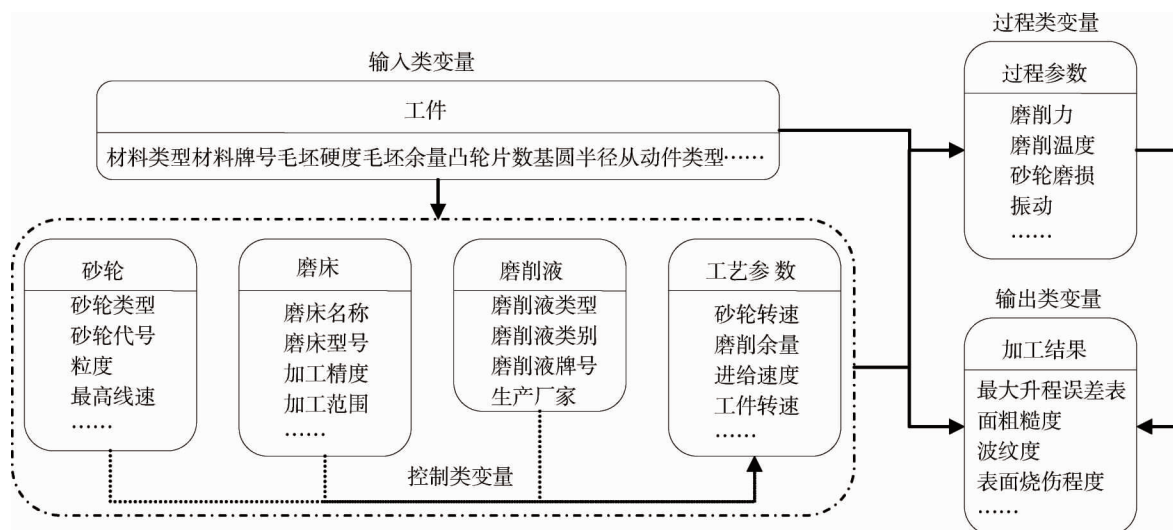 输入类变量
工件
材料类型材料牌号毛坯硬度毛坯余量凸轮片数基圆半径从动件类型……
砂轮
砂轮类型
砂轮代号
粒度
最高线速
……
磨床
磨床名称
磨床型号
加工精度
加工范围
……
磨削液
磨削液类型
磨削液类别
磨削液牌号
生产厂家
工艺参数
砂轮转速
磨削余量
进给速度
工件转速
……
控制类变量
过程类变量
过程参数
磨削力
磨削温度
砂轮磨损
振动
……
输出类变量
加工结果
最大升程误差表
面粗糙度
波纹度
表面烧伤程度
……